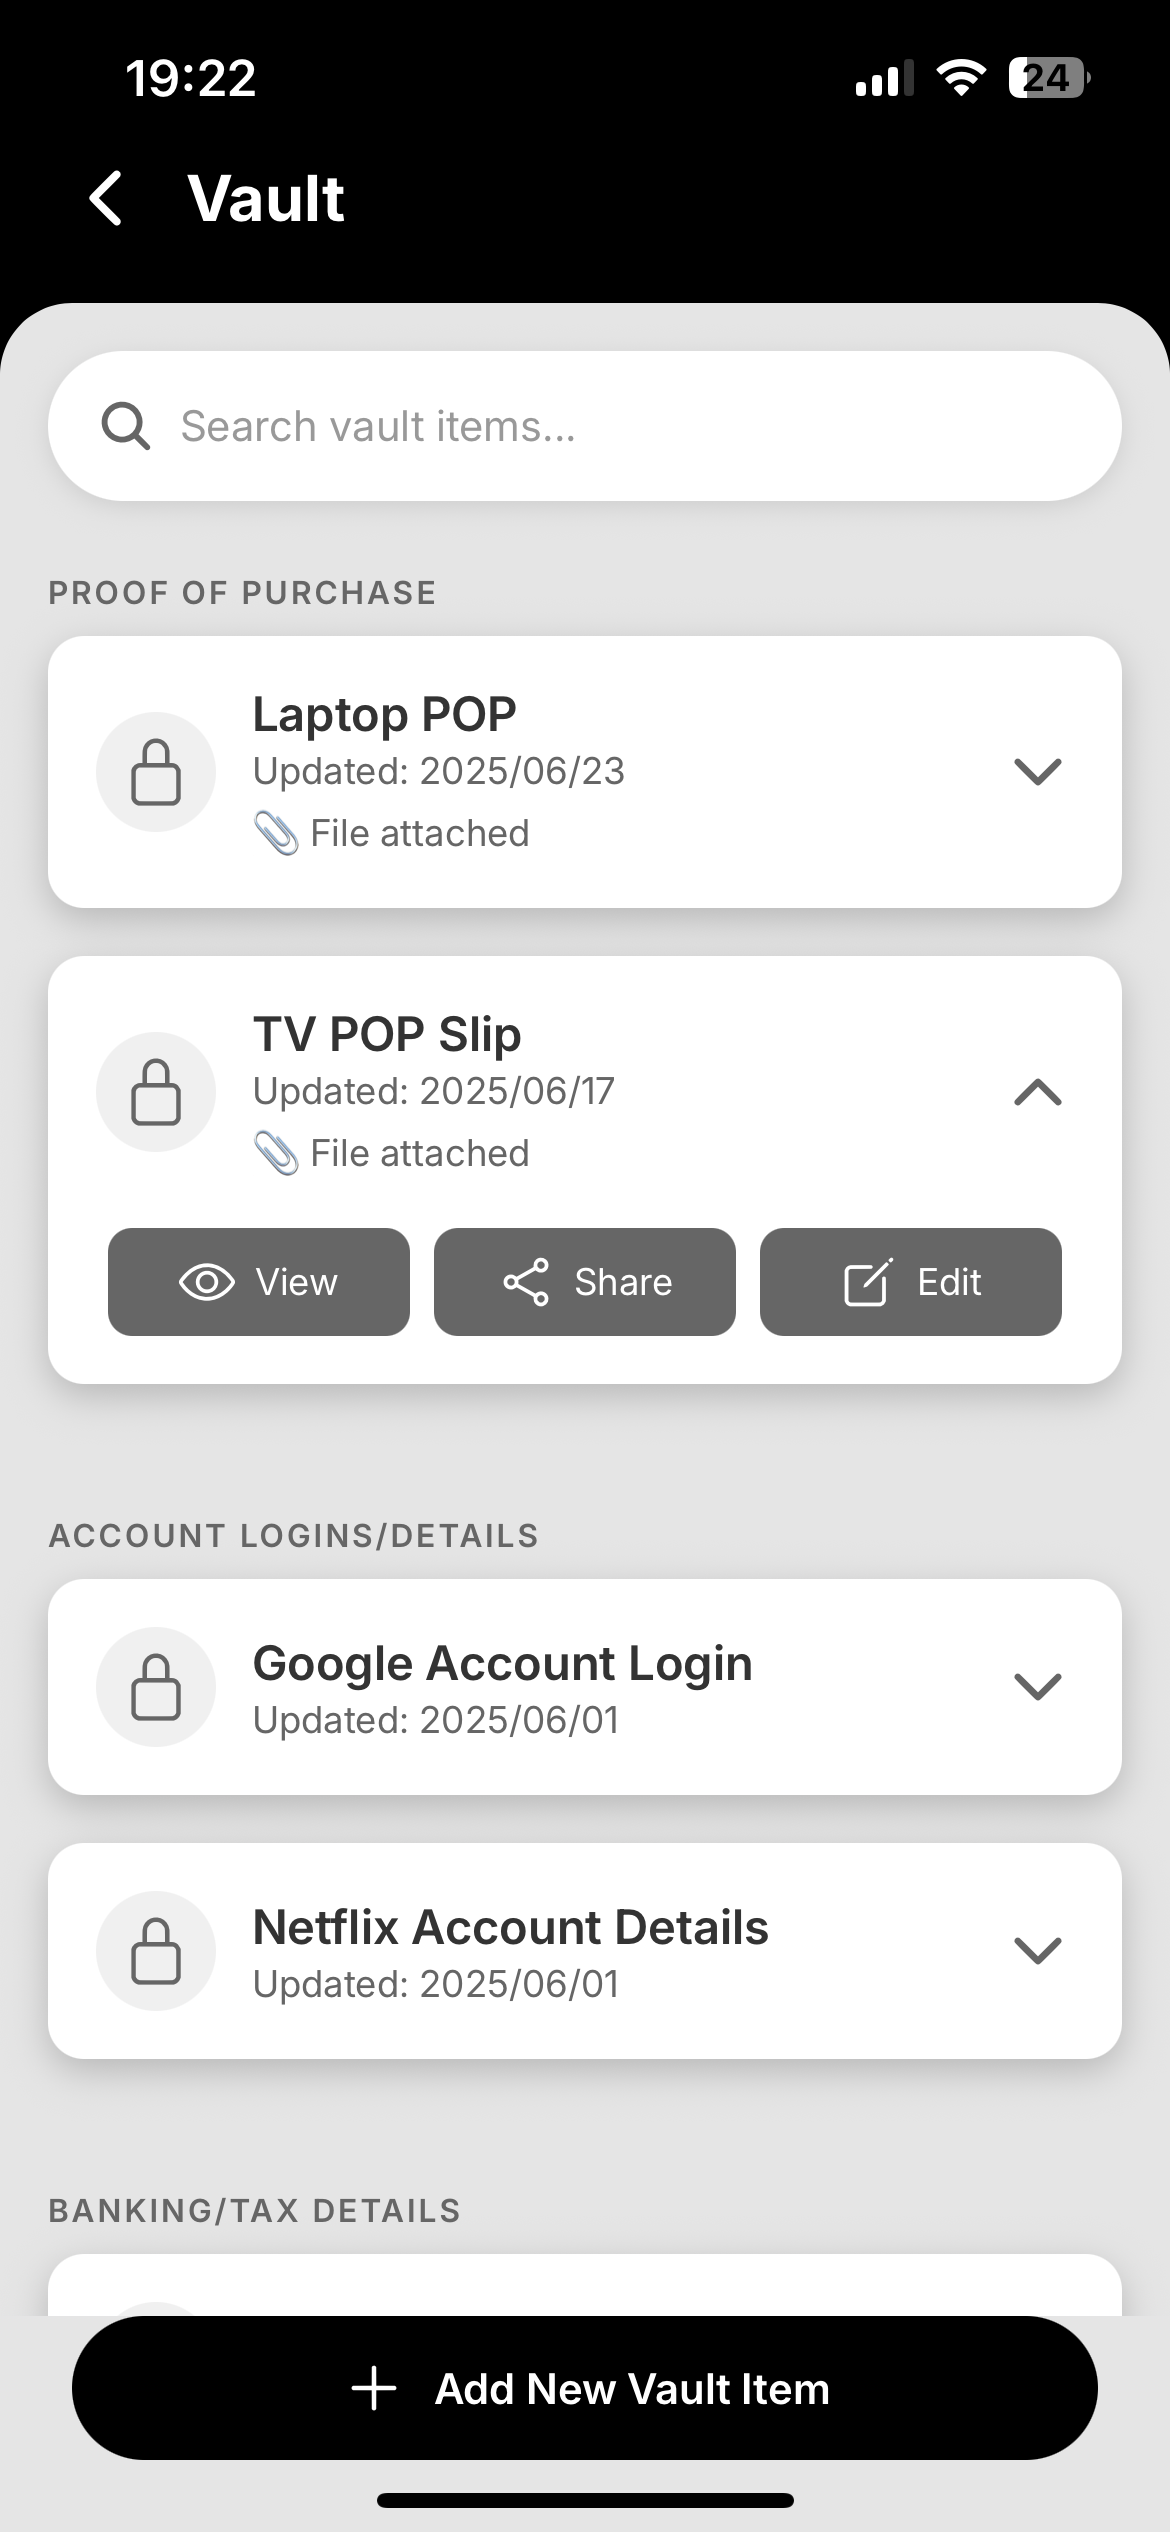 19:22
24
Vault
Search vault items...
PROOF OF PURCHASE
Laptop POP
Updated: 2025/06/23
📎 File attached
TV POP Slip
Updated: 2025/06/17
📎 File attached
View Share Edit
ACCOUNT LOGINS/DETAILS
Google Account Login
Updated: 2025/06/01
Netflix Account Details
Updated: 2025/06/01
BANKING/TAX DETAILS
Add New Vault Item